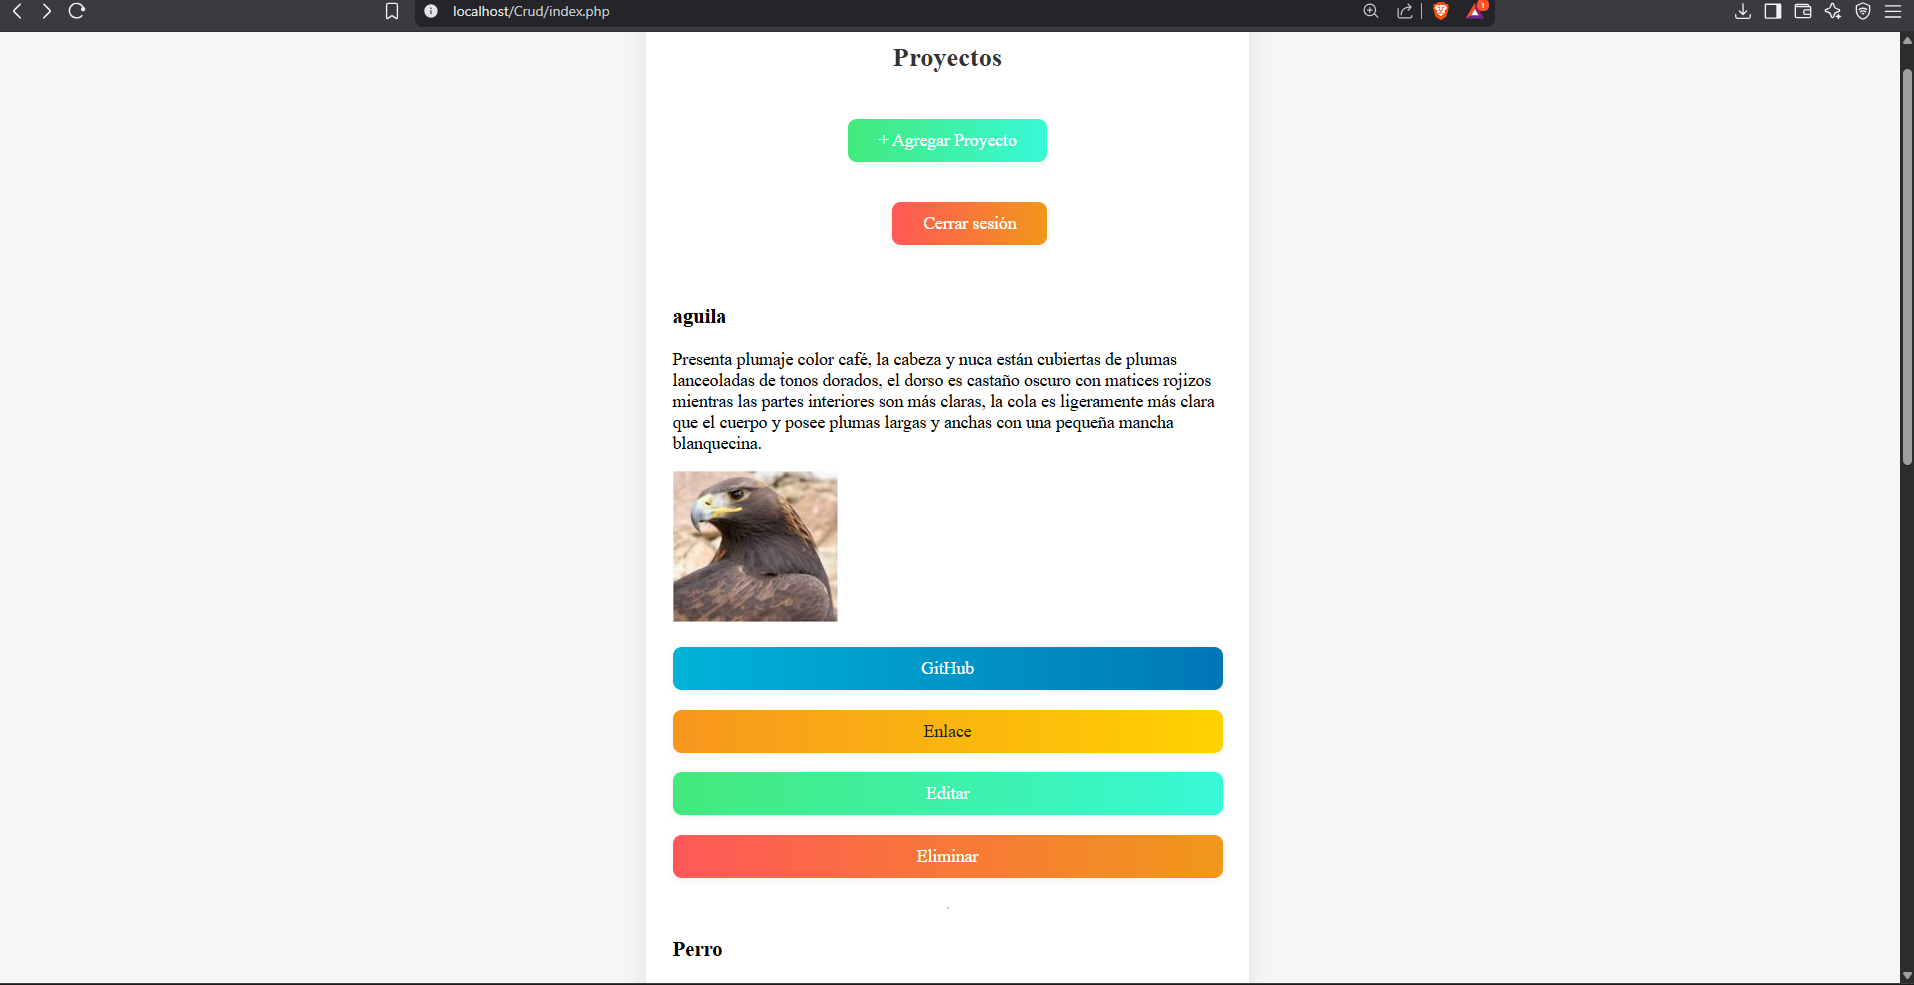 localhost/Crud/index.php
1
Proyectos
+ Agregar Proyecto
Cerrar sesión
aguila
Presenta plumaje color café, la cabeza y nuca están cubiertas de plumas
lanceoladas de tonos dorados, el dorso es castaño oscuro con matices rojizos
mientras las partes interiores son más claras, la cola es ligeramente más clara
que el cuerpo y posee plumas largas y anchas con una pequeña mancha
blanquecina.
GitHub
Enlace
Editar
Eliminar
Perro